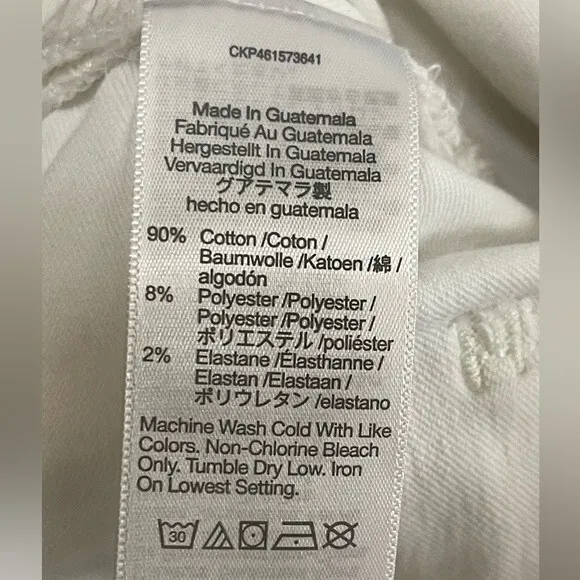 CKP461573641
Made In Guatemala
Fabriqué Au Guatemala
Hergestellt In Guatemala
Vervaardigd In Guatemala
グアテマラ製
hecho en guatemala
90% Cotton /Coton /
Baumwolle /Katoen /綿 /
algodón
8% Polyester /Polyester /
Polyester /Polyester /
ポリエステル /poliéster
2% Elastane /Élasthanne /
Elastan /Elastaan /
ポリウレタン /elastano
Machine Wash Cold With Like
Colors. Non-Chlorine Bleach
Only. Tumble Dry Low. Iron
On Lowest Setting.
30